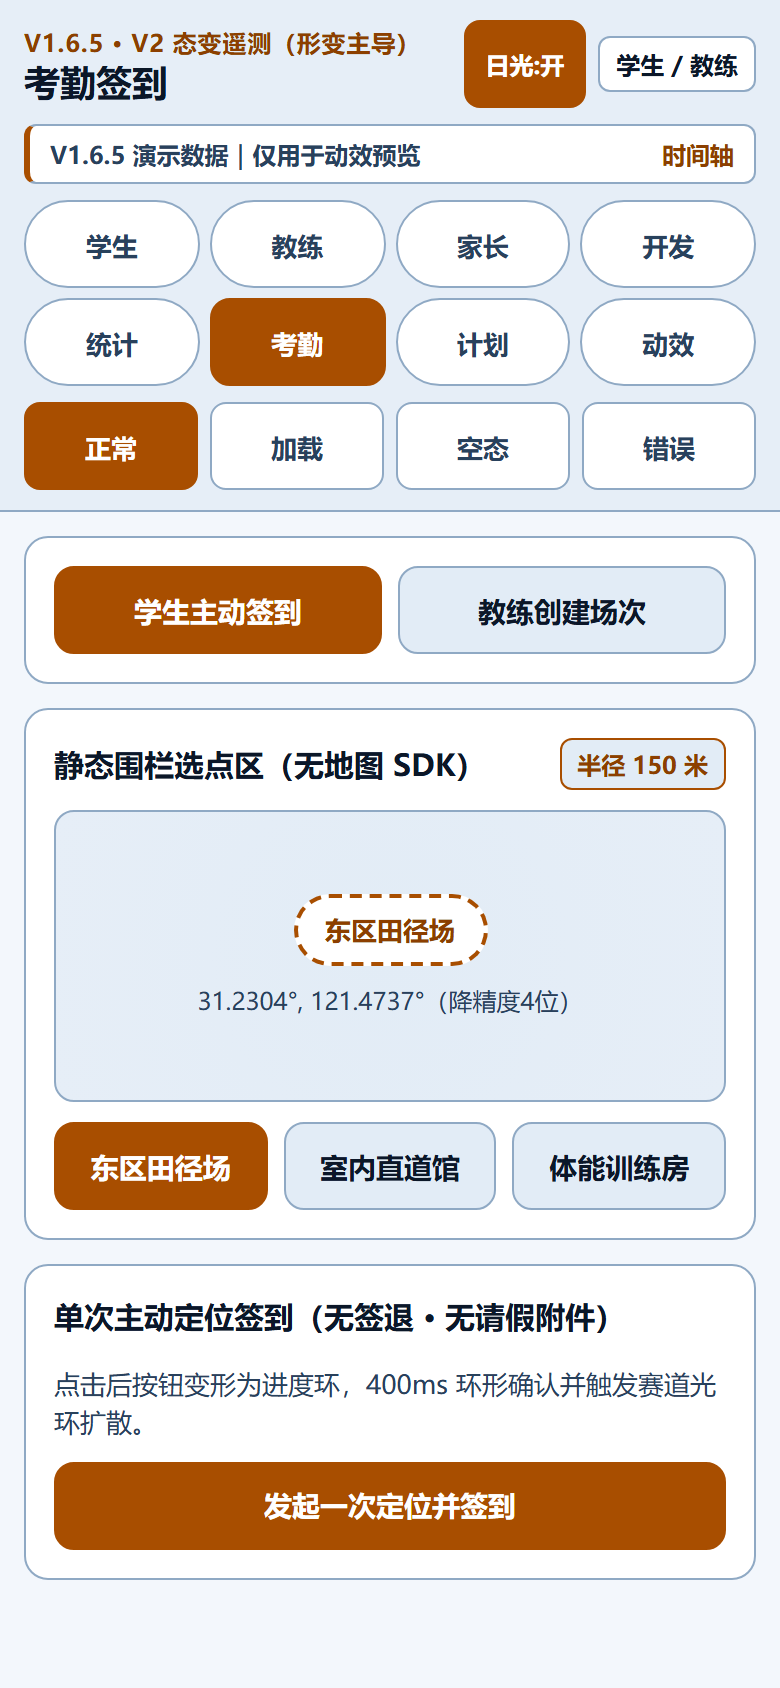 V1.6.5 · V2 态变遥测（形变主导）
考勤签到
日光:开
学生 / 教练
V1.6.5 演示数据｜仅用于动效预览
时间轴
学生
教练
家长
开发
统计
考勤
计划
动效
正常
加载
空态
错误
学生主动签到
教练创建场次
静态围栏选点区（无地图 SDK）
半径 150 米
东区田径场
31.2304°, 121.4737°（降精度4位）
东区田径场
室内直道馆
体能训练房
单次主动定位签到（无签退 · 无请假附件）
点击后按钮变形为进度环，400ms 环形确认并触发赛道光
环扩散。
发起一次定位并签到